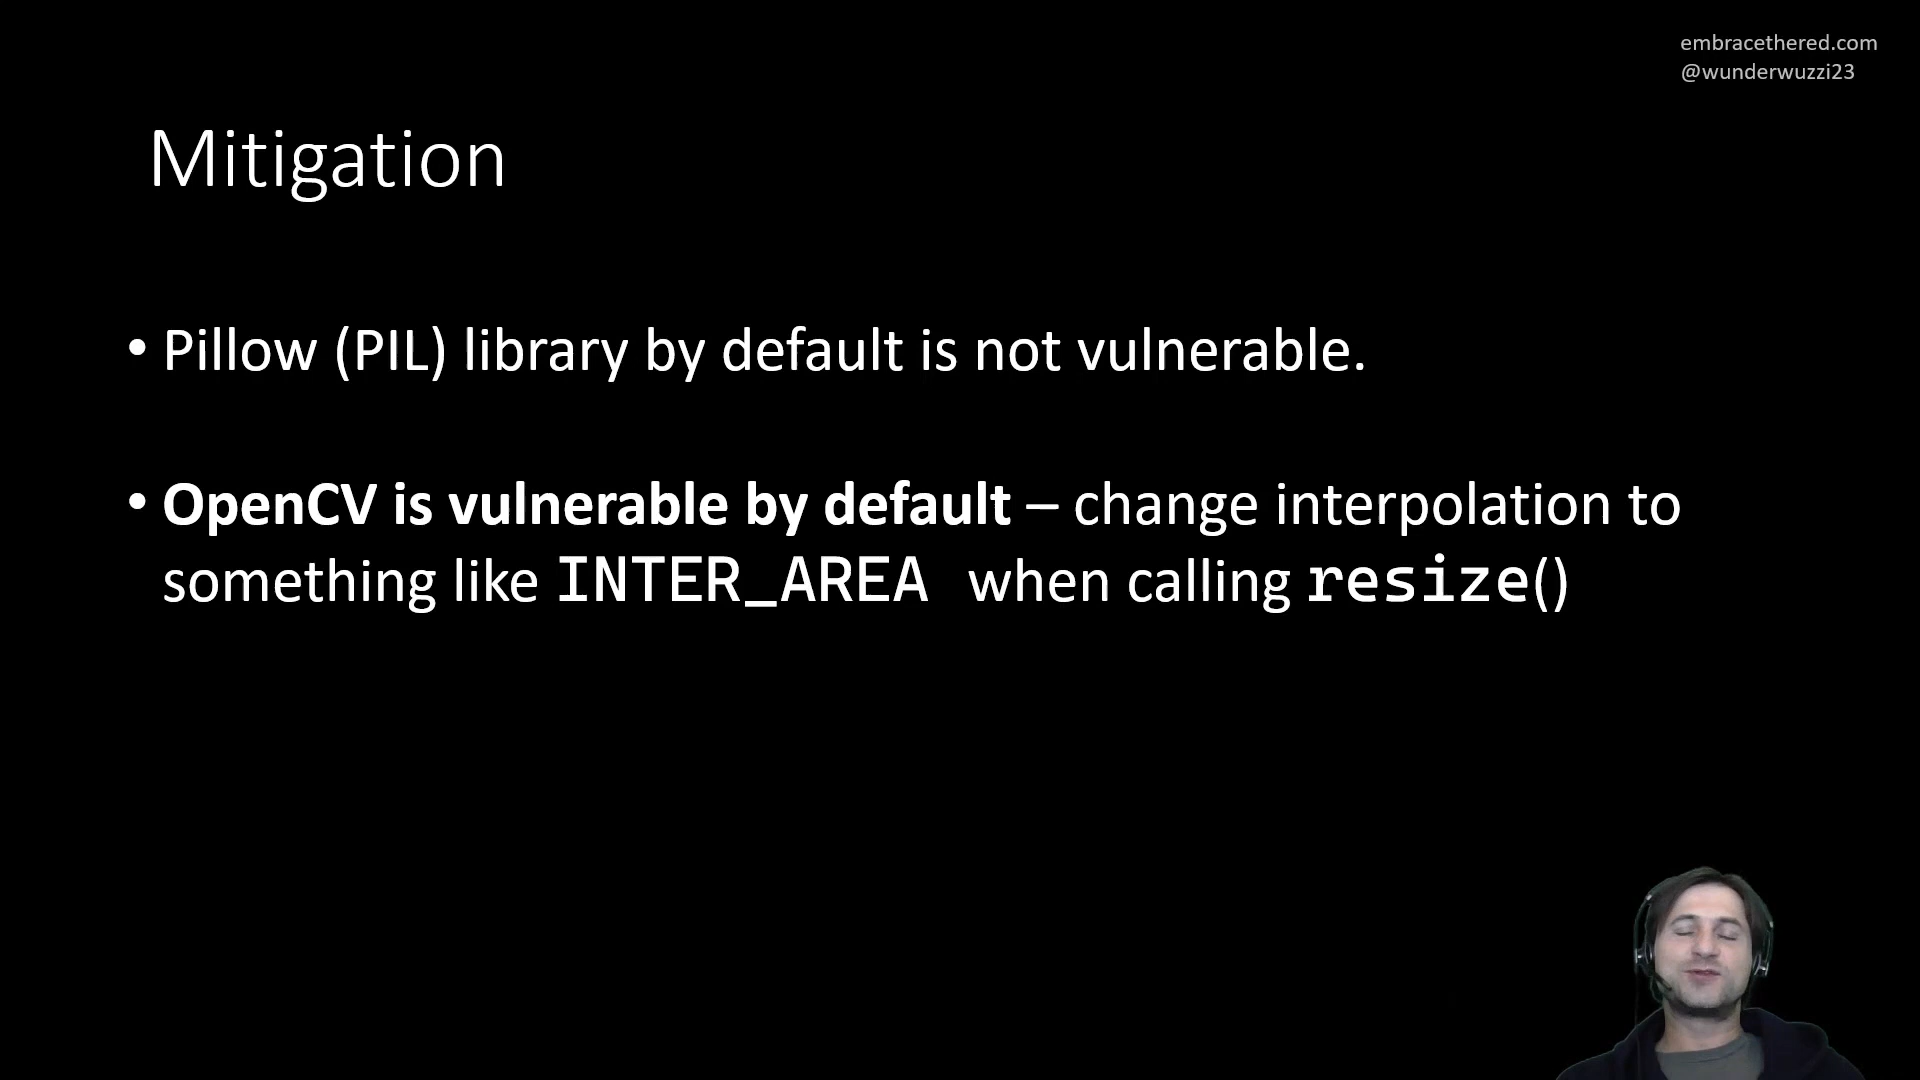 embracethered.com
@wunderwuzzi23
Mitigation
• Pillow (PIL) library by default is not vulnerable.
• OpenCV is vulnerable by default – change interpolation to
something like INTER_AREA when calling resize()